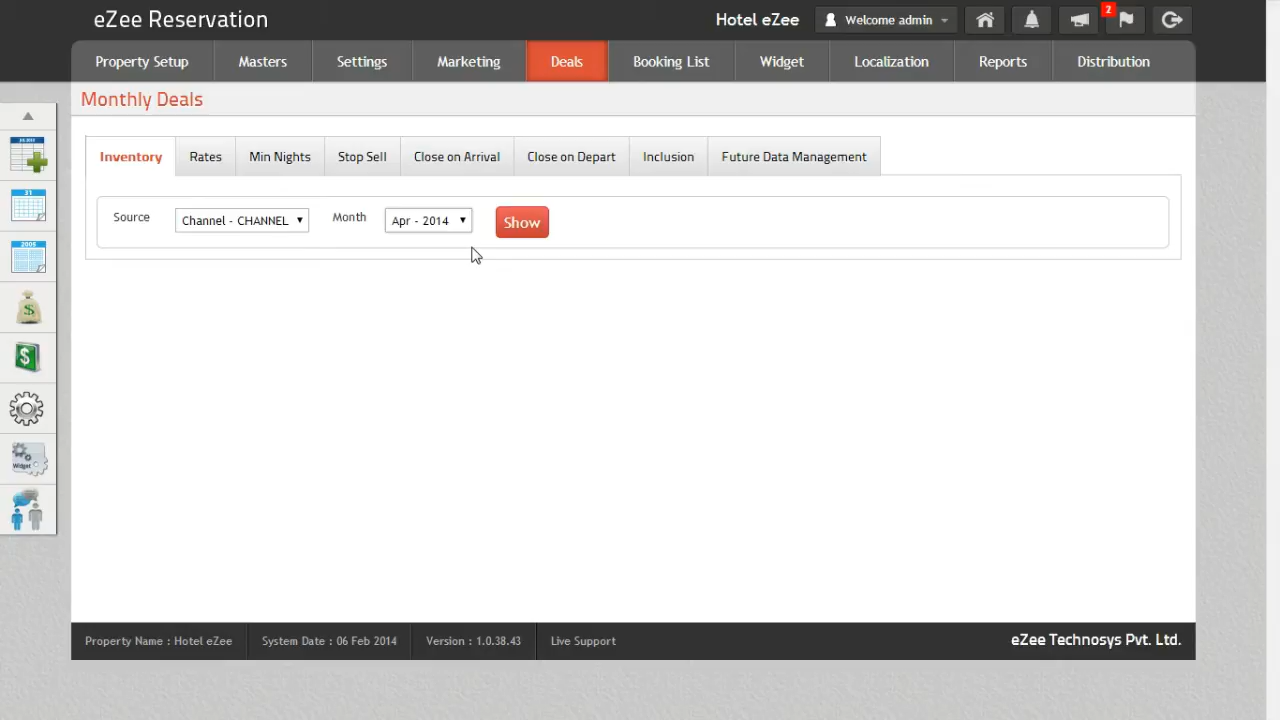 eZee Reservation
Hotel eZee
Welcome admin
2
Property Setup Masters Settings Marketing Deals Booking List Widget Localization Reports Distribution
Monthly Deals
Inventory Rates Min Nights Stop Sell Close on Arrival Close on Depart Inclusion Future Data Management
Source Channel - CHANNEL Month Apr - 2014 Show
31
2005
$
$
Widget
Property Name : Hotel eZee System Date : 06 Feb 2014 Version : 1.0.38.43 Live Support eZee Technosys Pvt. Ltd.